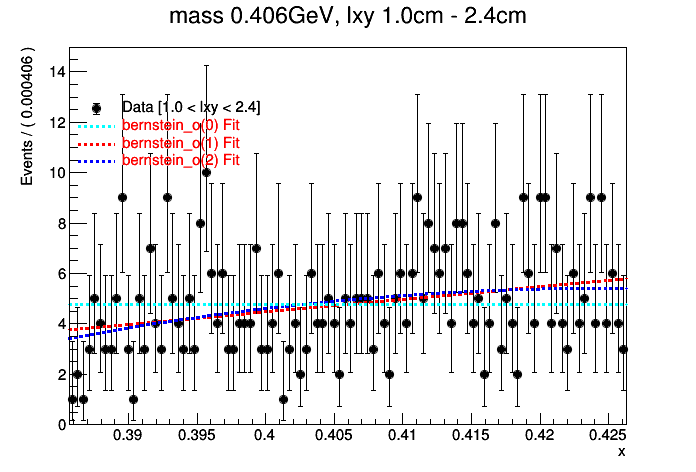 mass 0.406GeV, lxy 1.0cm - 2.4cm
Events / ( 0.000406 )
14
12
10
8
6
4
2
0
Data [1.0 < lxy < 2.4]
bernstein_o(0) Fit
bernstein_o(1) Fit
bernstein_o(2) Fit
0.39 0.395 0.4 0.405 0.41 0.415 0.42 0.425
x